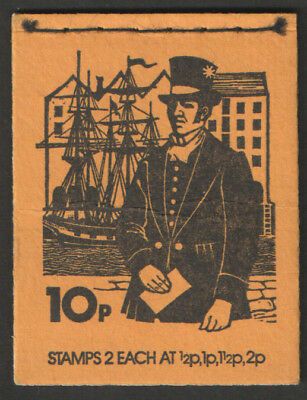 10p
STAMPS 2 EACH AT ½p,1p,1½p,2p